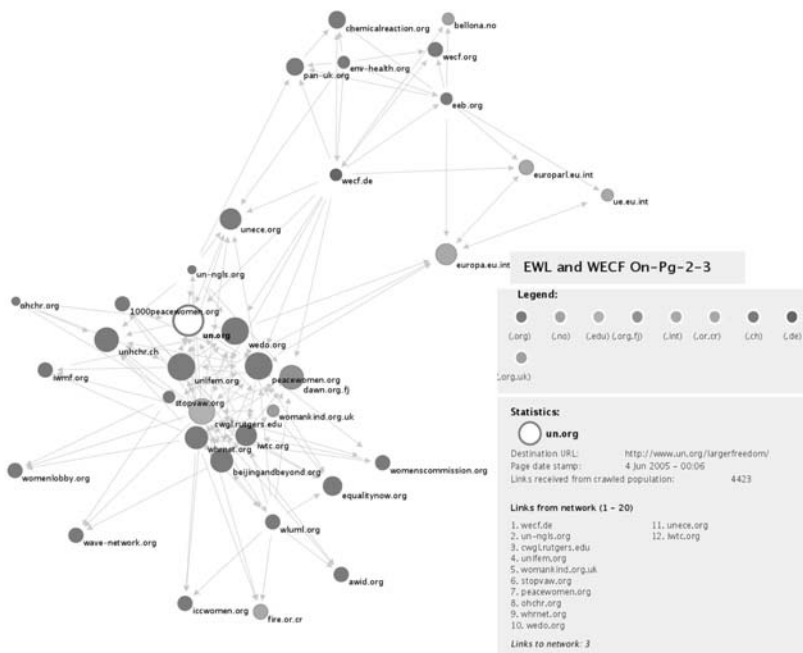 chemicalreaction.org
bellona.no
wecf.org
env-health.org
pan-uk.org
eeb.org
wecf.de
europarl.eu.int
ue.eu.int
unece.org
europa.eu.int
un-ngls.org
ohchr.org
1000peacewomen.org
un.org
wedo.org
unhchr.ch
iwmf.org
unifem.org
peacewomen.org
dawn.org.fj
stopvaw.org
womankind.org.uk
cwgl.rutgers.edu
whrnet.org
iwtc.org
beijingandbeyond.org
womenscommission.org
womenlobby.org
equalitynow.org
wluml.org
wave-network.org
awid.org
iccwomen.org
fire.or.cr
EWL and WECF On-Pg-2-3
Legend:
(.org) (.no) (.edu) (.org.fj) (.int) (.or.cr) (.ch) (.de)
(.org.uk)
Statistics:
un.org
Destination URL: http://www.un.org/largerfreedom/
Page date stamp: 4 Jun 2005 - 00:06
Links received from crawled population: 4423
Links from network (1 - 20)
1. wecf.de 11. unece.org
2. un-ngls.org 12. iwtc.org
3. cwgl.rutgers.edu
4. unifem.org
5. womankind.org.uk
6. stopvaw.org
7. peacewomen.org
8. ohchr.org
9. whrnet.org
10. wedo.org
Links to network: 3